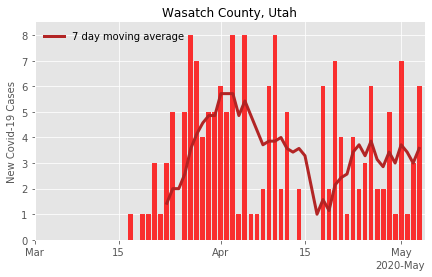 Wasatch County, Utah
7 day moving average
New Covid-19 Cases
8
7
6
5
4
3
2
1
0
Mar 15 Apr 15 May
2020-May